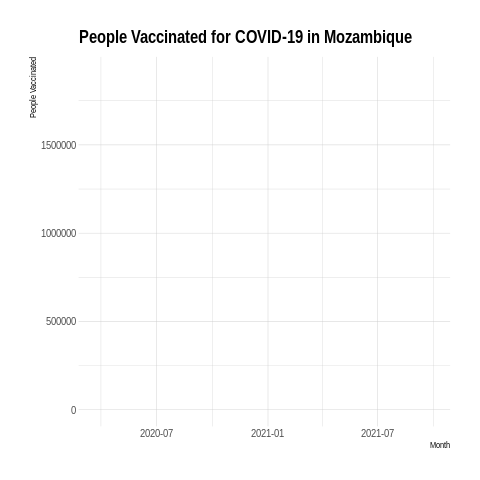 People Vaccinated for COVID-19 in Mozambique
People Vaccinated
1500000
1000000
500000
0
2020-07 2021-01 2021-07
Month